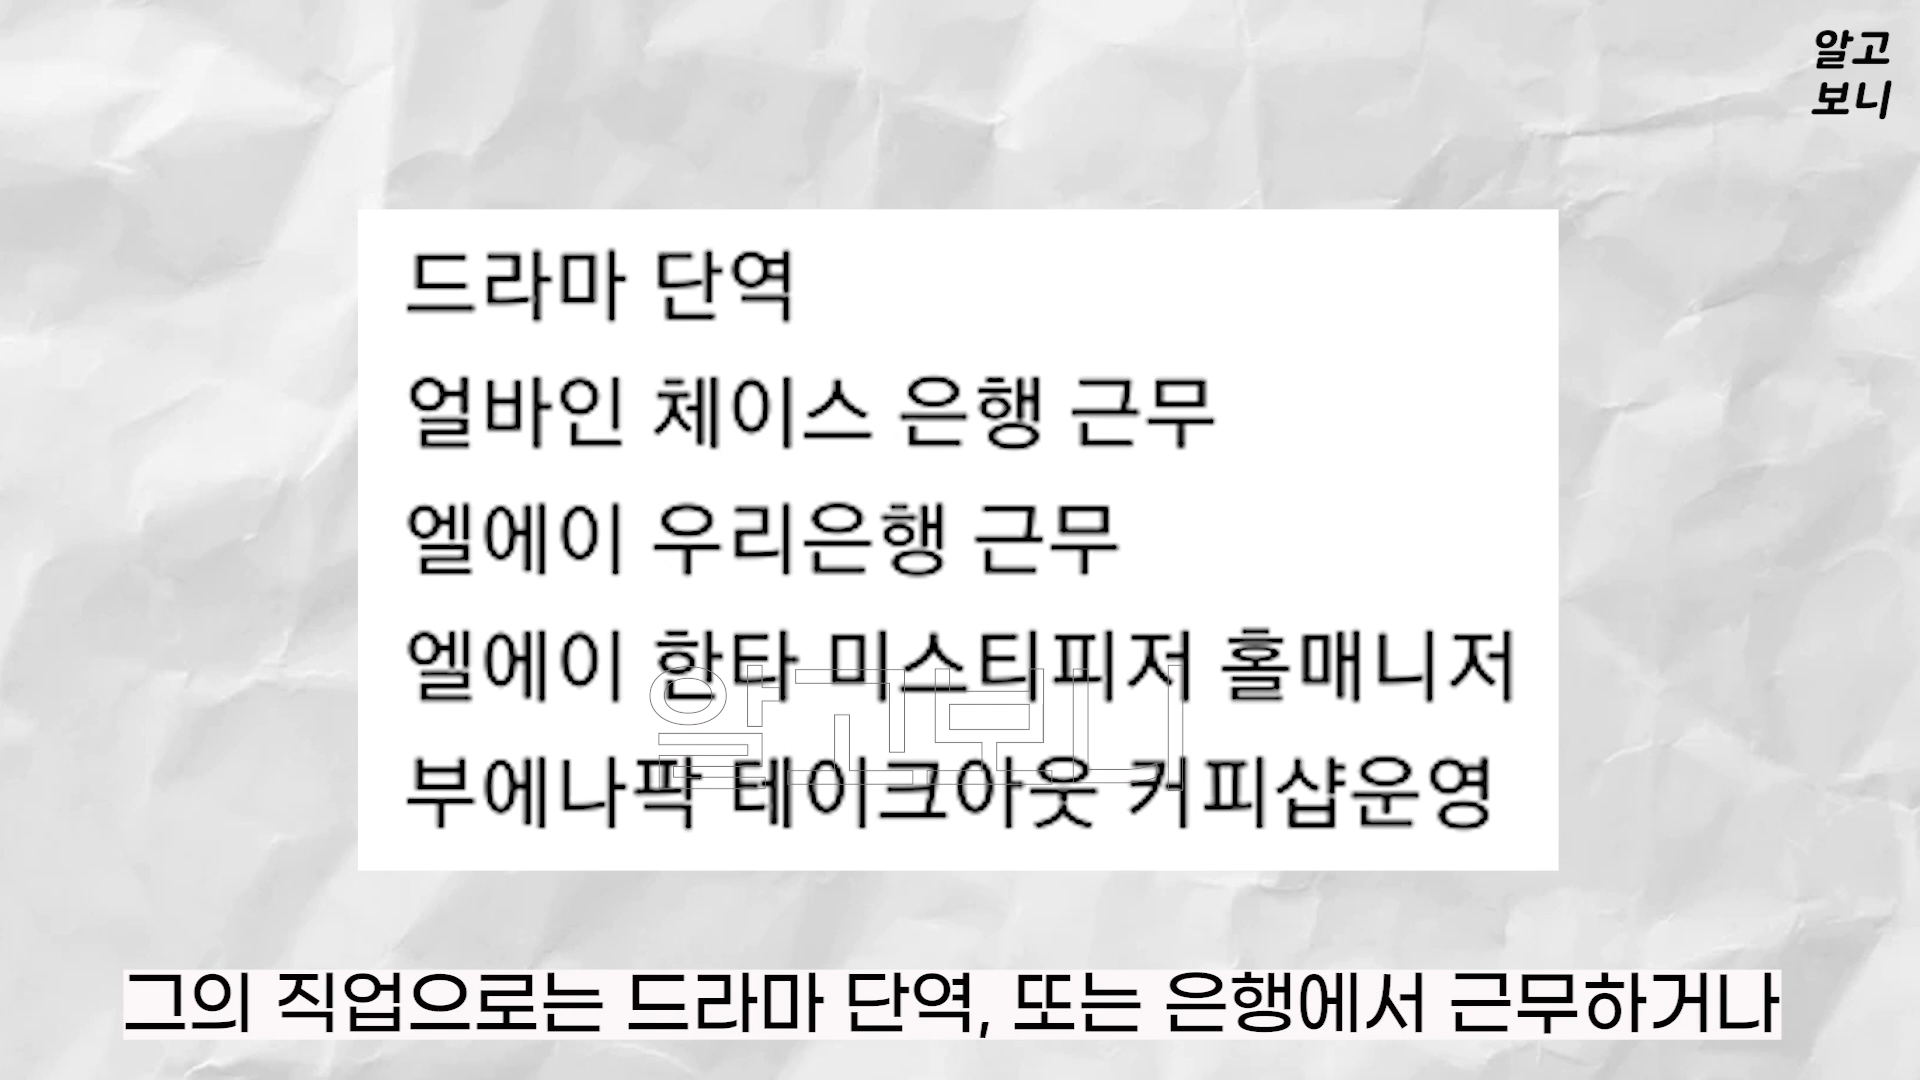 알고
보니
드라마 단역
얼바인 체이스 은행 근무
엘에이 우리은행 근무
엘에이 한타 미스티피저 홀매니저
부에나팍 테이크아웃 커피샵운영
알고보니
그의 직업으로는 드라마 단역, 또는 은행에서 근무하거나